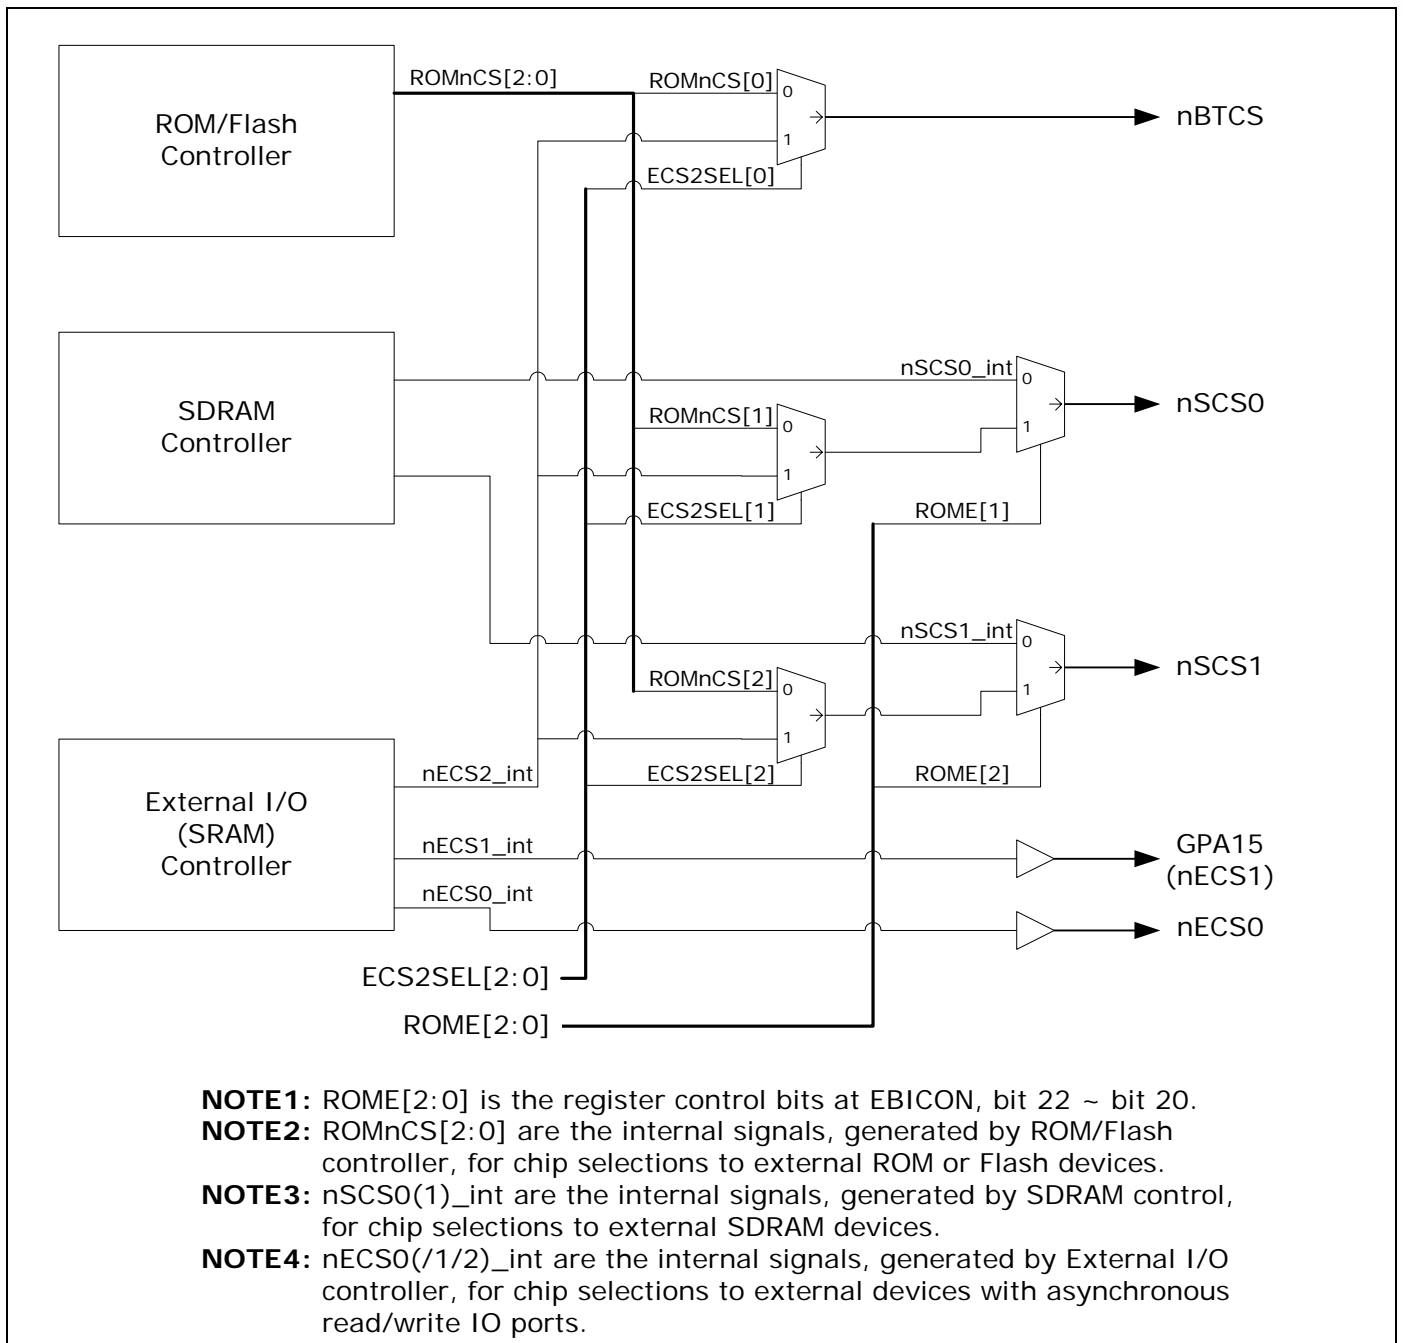 ROM/Flash
Controller
ROMnCS[2:0]
ROMnCS[0]
0
1
ECS2SEL[0]
nBTCS
SDRAM
Controller
nSCS0_int
0
1
nSCS0
ROMnCS[1]
0
1
ECS2SEL[1]
ROME[1]
nSCS1_int
0
1
nSCS1
ROMnCS[2]
0
1
ECS2SEL[2]
ROME[2]
External I/O
(SRAM)
Controller
nECS2_int
nECS1_int
nECS0_int
GPA15
(nECS1)
nECS0
ECS2SEL[2:0]
ROME[2:0]
NOTE1: ROME[2:0] is the register control bits at EBICON, bit 22 ~ bit 20.
NOTE2: ROMnCS[2:0] are the internal signals, generated by ROM/Flash
controller, for chip selections to external ROM or Flash devices.
NOTE3: nSCS0(1)_int are the internal signals, generated by SDRAM control,
for chip selections to external SDRAM devices.
NOTE4: nECS0(/1/2)_int are the internal signals, generated by External I/O
controller, for chip selections to external devices with asynchronous
read/write IO ports.